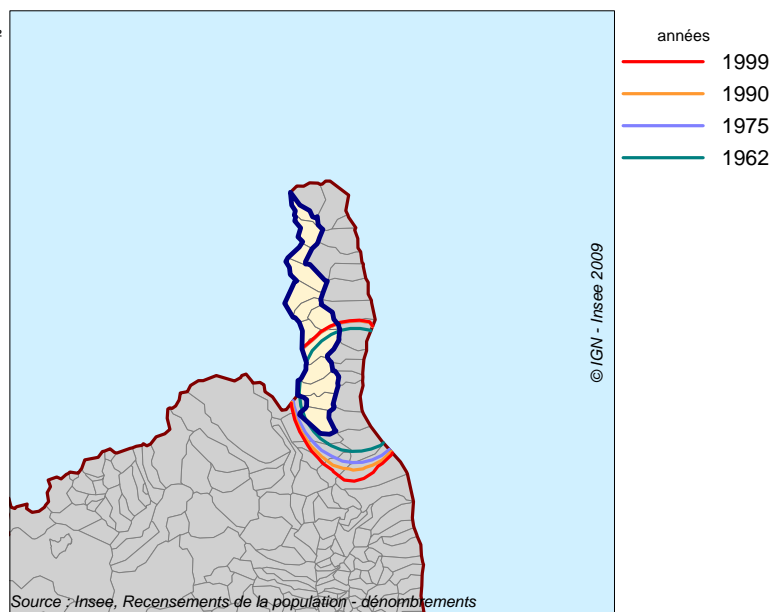 années
1999
1990
1975
1962
© IGN - Insee 2009
Source : Insee, Recensements de la population - dénombrements